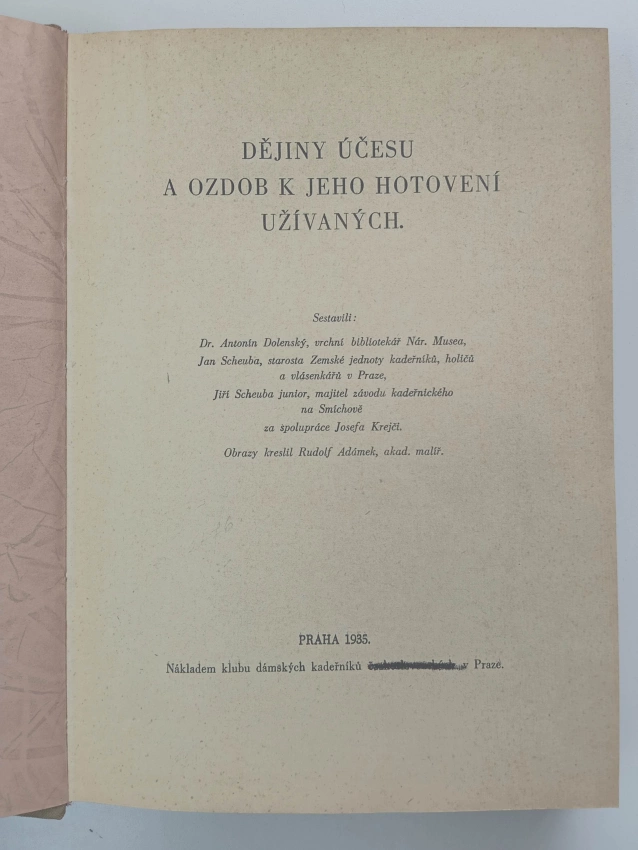 DĚJINY ÚČESU
A OZDOB K JEHO HOTOVENÍ
UŽÍVANÝCH.
Sestavili:
Dr. Antonín Dolenský, vrchní bibliotekář Nár. Musea,
Jan Scheuba, starosta Zemské jednoty kadeřníků, holičů
a vlásenkářů v Praze,
Jiří Scheuba junior, majitel závodu kadeřnického
na Smíchově
za spolupráce Josefa Krejčí.
Obrazy kreslil Rudolf Adámek, akad. malíř.
PRAHA 1935.
Nákladem klubu dámských kadeřníků v Praze.